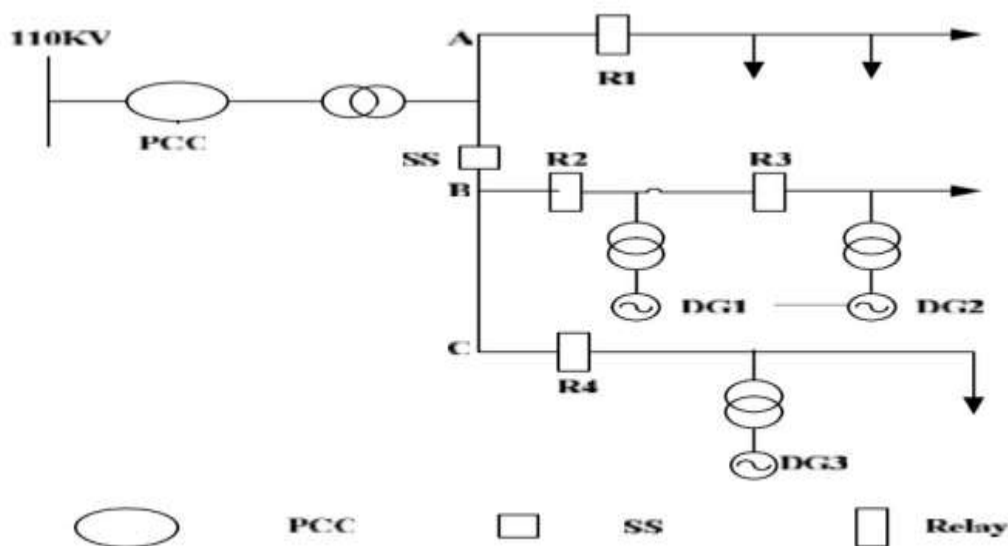 110KV
PCC
A
R1
SS
B
R2
R3
DG1
DG2
C
R4
DG3
PCC
SS
Relay